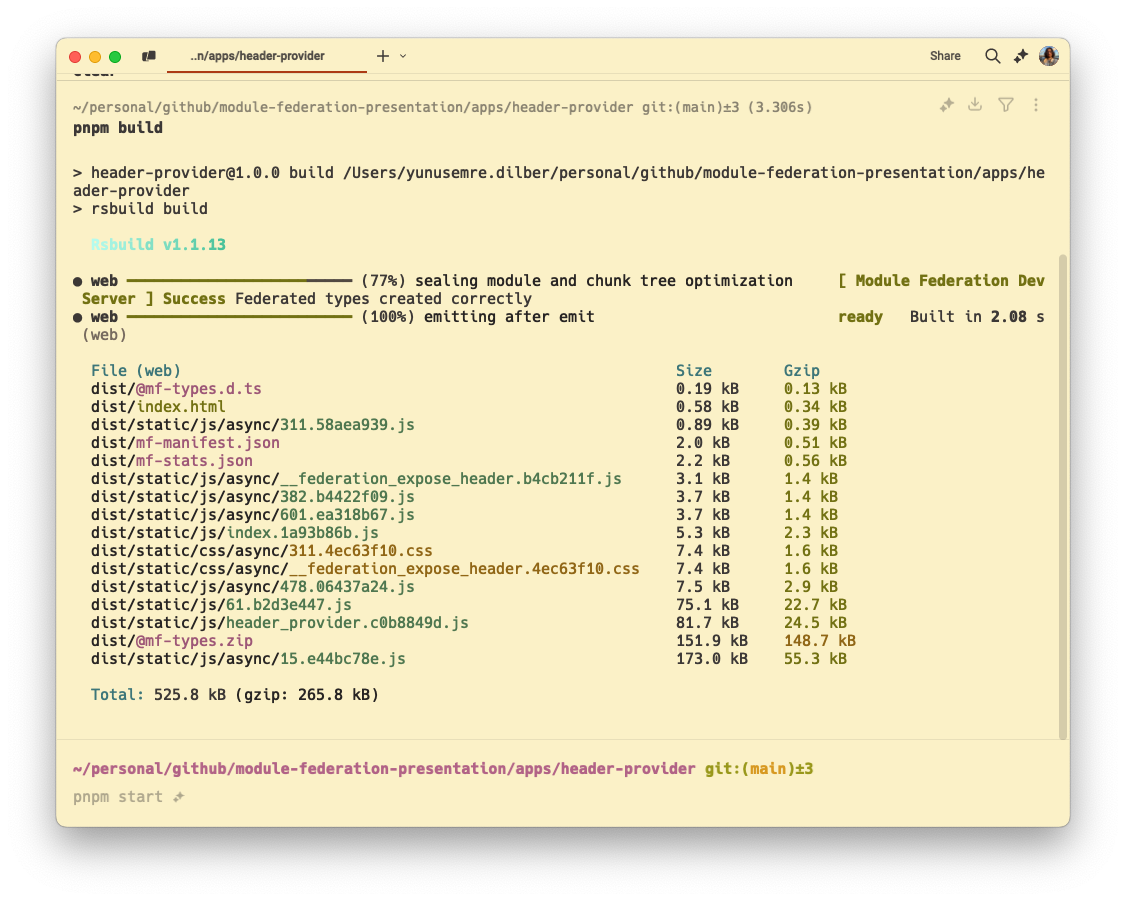 ..n/apps/header-provider
Share
clear
~/personal/github/module-federation-presentation/apps/header-provider git:(main)±3 (3.306s)
pnpm build
> header-provider@1.0.0 build /Users/yunusemre.dilber/personal/github/module-federation-presentation/apps/he
ader-provider
> rsbuild build
Rsbuild v1.1.13
● web ━━━━━━━━━━━━━━━━━━━━━━━━━ (77%) sealing module and chunk tree optimization [ Module Federation Dev
Server ] Success Federated types created correctly
● web ━━━━━━━━━━━━━━━━━━━━━━━━━ (100%) emitting after emit ready Built in 2.08 s
(web)
File (web) Size Gzip
dist/@mf-types.d.ts 0.19 kB 0.13 kB
dist/index.html 0.58 kB 0.34 kB
dist/static/js/async/311.58aea939.js 0.89 kB 0.39 kB
dist/mf-manifest.json 2.0 kB 0.51 kB
dist/mf-stats.json 2.2 kB 0.56 kB
dist/static/js/async/__federation_expose_header.b4cb211f.js 3.1 kB 1.4 kB
dist/static/js/async/382.b4422f09.js 3.7 kB 1.4 kB
dist/static/js/async/601.ea318b67.js 3.7 kB 1.4 kB
dist/static/js/index.1a93b86b.js 5.3 kB 2.3 kB
dist/static/css/async/311.4ec63f10.css 7.4 kB 1.6 kB
dist/static/css/async/__federation_expose_header.4ec63f10.css 7.4 kB 1.6 kB
dist/static/js/async/478.06437a24.js 7.5 kB 2.9 kB
dist/static/js/61.b2d3e447.js 75.1 kB 22.7 kB
dist/static/js/header_provider.c0b8849d.js 81.7 kB 24.5 kB
dist/@mf-types.zip 151.9 kB 148.7 kB
dist/static/js/async/15.e44bc78e.js 173.0 kB 55.3 kB
Total: 525.8 kB (gzip: 265.8 kB)
~/personal/github/module-federation-presentation/apps/header-provider git:(main)±3
pnpm start